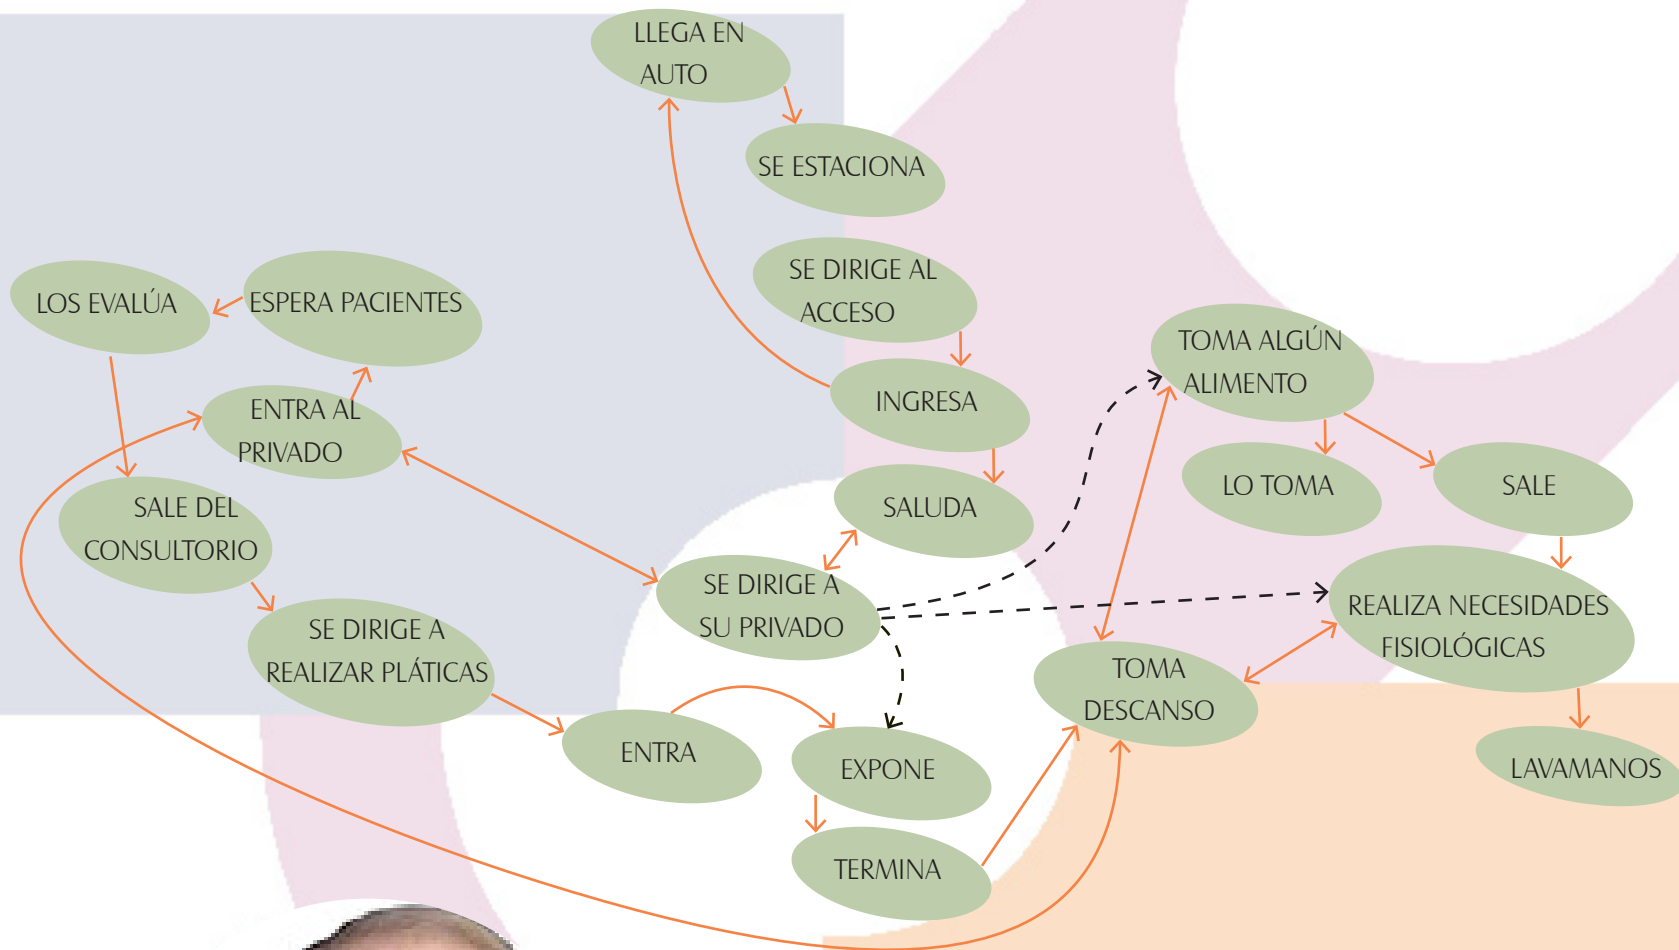 LLEGA EN
AUTO
SE ESTACIONA
SE DIRIGE AL
ACCESO
INGRESA
SALUDA
SE DIRIGE A
SU PRIVADO
ENTRA AL
PRIVADO
ESPERA PACIENTES
LOS EVALÚA
SALE DEL
CONSULTORIO
SE DIRIGE A
REALIZAR PLÁTICAS
ENTRA
EXPONE
TERMINA
TOMA
DESCANSO
TOMA ALGÚN
ALIMENTO
LO TOMA
SALE
REALIZA NECESIDADES
FISIOLÓGICAS
LAVAMANOS